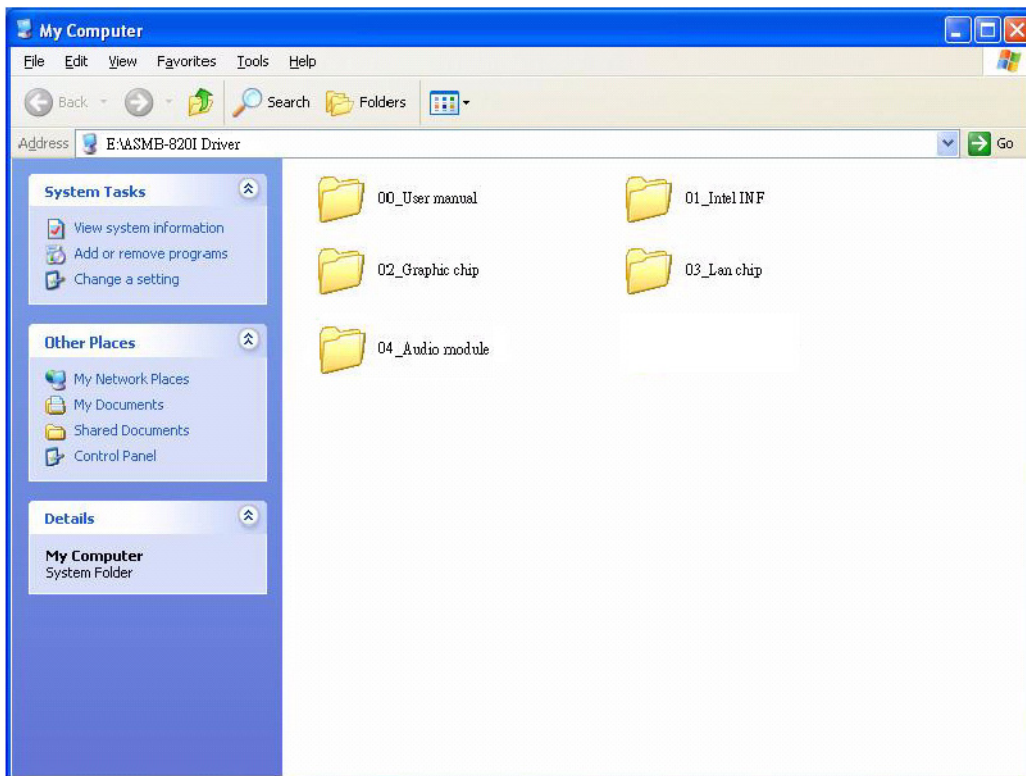 My Computer
File Edit View Favorites Tools Help
Back Search Folders
Address E:\ASMB-820I Driver Go
System Tasks
View system information
Add or remove programs
Change a setting
Other Places
My Network Places
My Documents
Shared Documents
Control Panel
Details
My Computer
System Folder
00_User manual
01_Intel INF
02_Graphic chip
03_Lan chip
04_Audio module